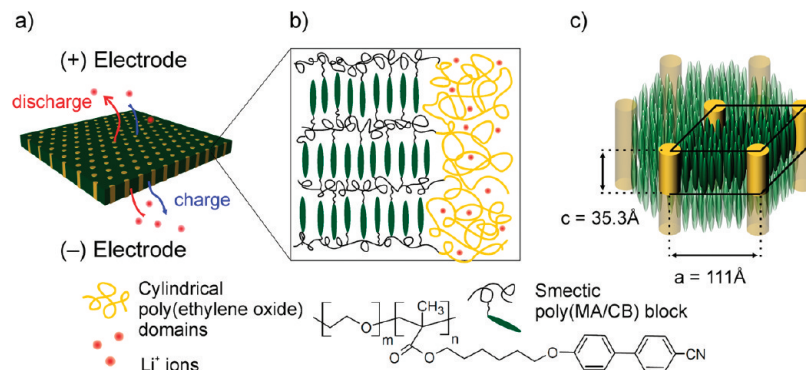 a)
(+) Electrode
discharge
charge
(–) Electrode
Cylindrical
poly(ethylene oxide)
domains
Li⁺ ions
b)
Smectic
poly(MA/CB) block
O
m
CH₃
n
O
O
O
CN
c)
c = 35.3Å
a = 111Å